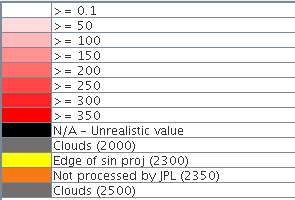 >= 0.1
>= 50
>= 100
>= 150
>= 200
>= 250
>= 300
>= 350
N/A - Unrealistic value
Clouds (2000)
Edge of sin proj (2300)
Not processed by JPL (2350)
Clouds (2500)